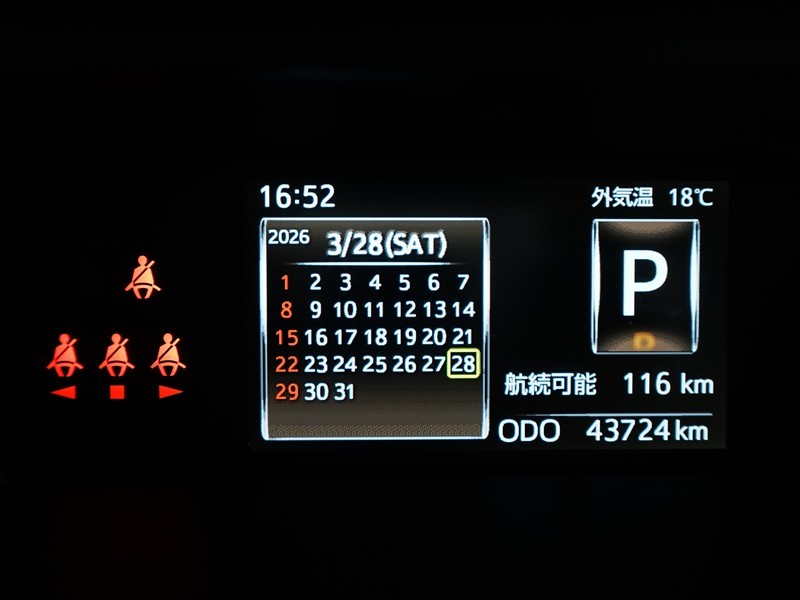 16:52
外気温 18℃
2026 3/28(SAT)
1 2 3 4 5 6 7
8 9 10 11 12 13 14
15 16 17 18 19 20 21
22 23 24 25 26 27 28
29 30 31
P
D
航続可能 116 km
ODO 43724 km